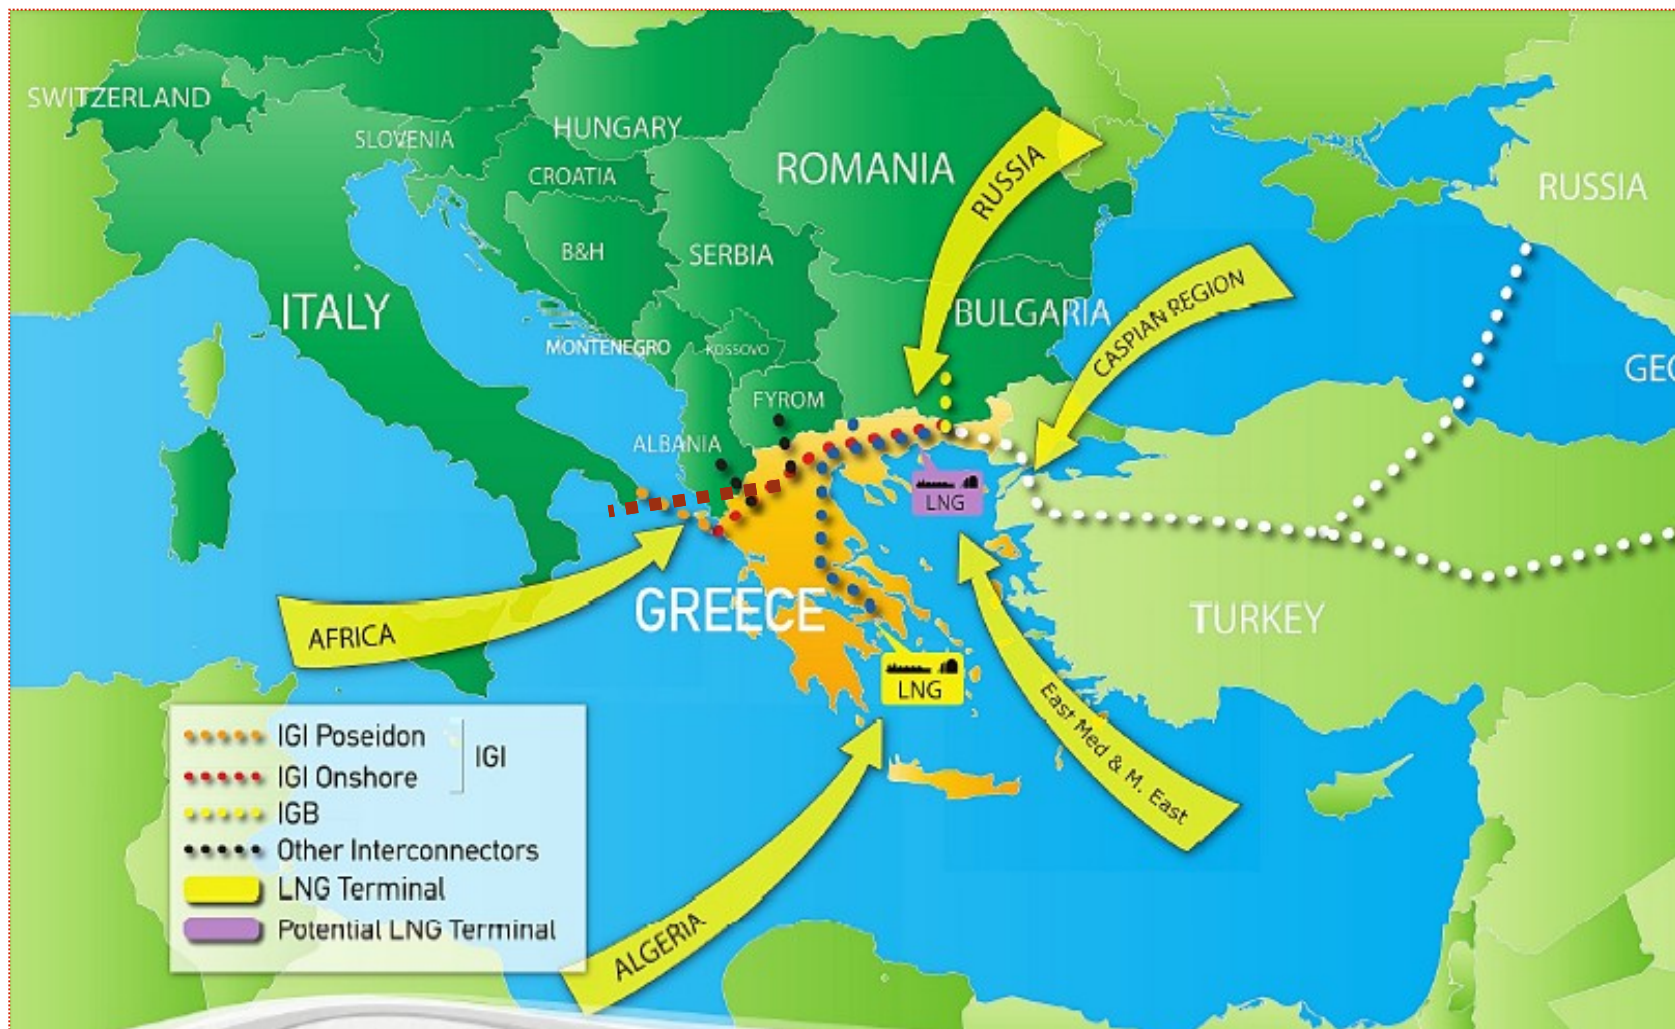 SWITZERLAND
SLOVENIA
HUNGARY
CROATIA
ROMANIA
RUSSIA
RUSSIA
B&H
SERBIA
ITALY
BULGARIA
CASPIAN REGION
MONTENEGRO
KOSSOVO
GEO
FYROM
ALBANIA
LNG
GREECE
TURKEY
AFRICA
LNG
East Med & M. East
ALGERIA
IGI Poseidon
IGI
IGI Onshore
IGB
Other Interconnectors
LNG Terminal
Potential LNG Terminal